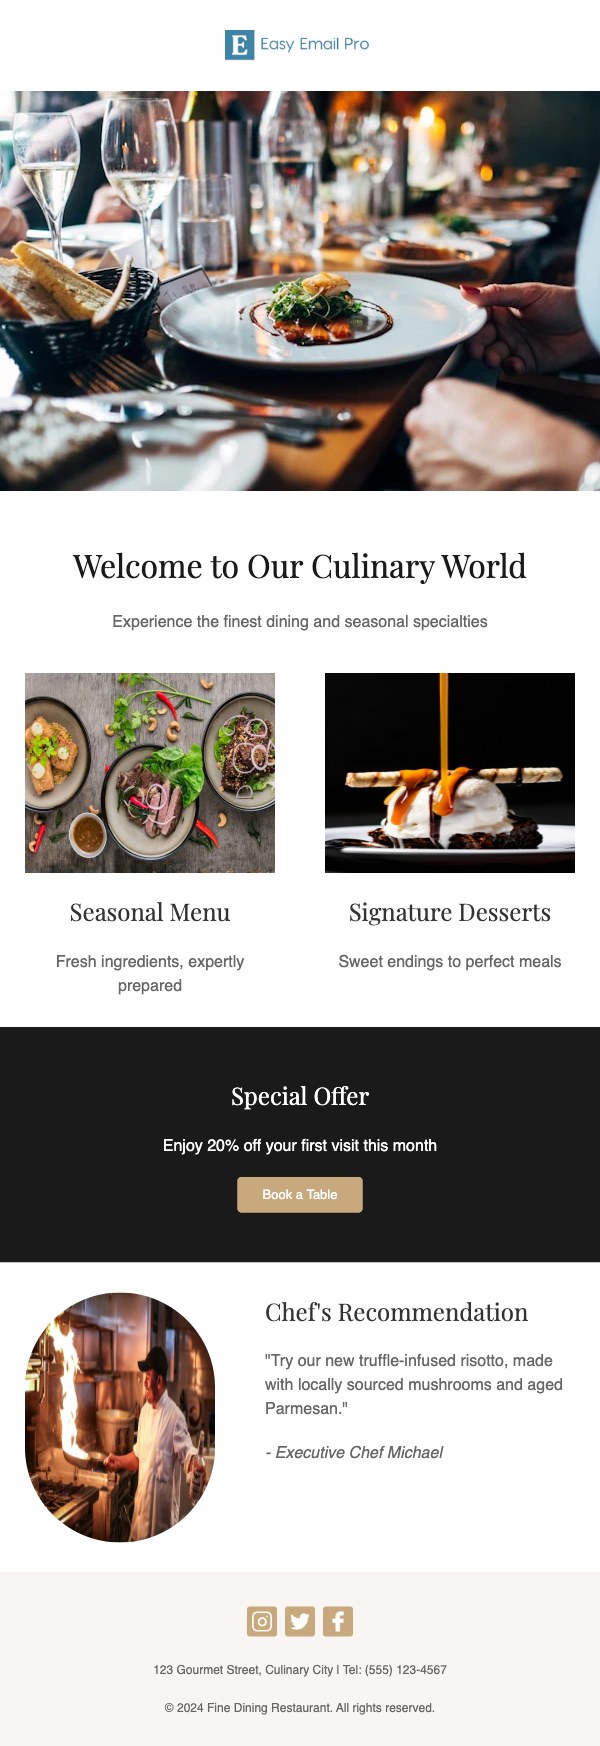 E Easy Email Pro
Welcome to Our Culinary World
Experience the finest dining and seasonal specialties
Seasonal Menu
Fresh ingredients, expertly
prepared
Signature Desserts
Sweet endings to perfect meals
Special Offer
Enjoy 20% off your first visit this month
Book a Table
Chef's Recommendation
"Try our new truffle-infused risotto, made
with locally sourced mushrooms and aged
Parmesan."
- Executive Chef Michael
123 Gourmet Street, Culinary City | Tel: (555) 123-4567
© 2024 Fine Dining Restaurant. All rights reserved.